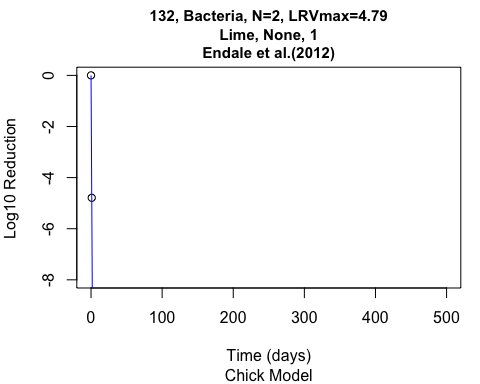 132, Bacteria, N=2, LRVmax=4.79
Lime, None, 1
Endale et al.(2012)
Log10 Reduction
0
-2
-4
-6
-8
0 100 200 300 400 500
Time (days)
Chick Model